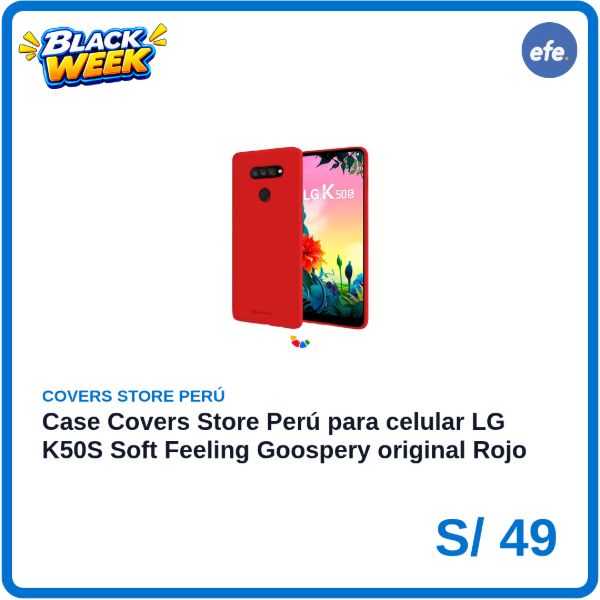 BLACK
WEEK
efe.
LG K50S
COVERS STORE PERÚ
Case Covers Store Perú para celular LG
K50S Soft Feeling Goospery original Rojo
S/ 49